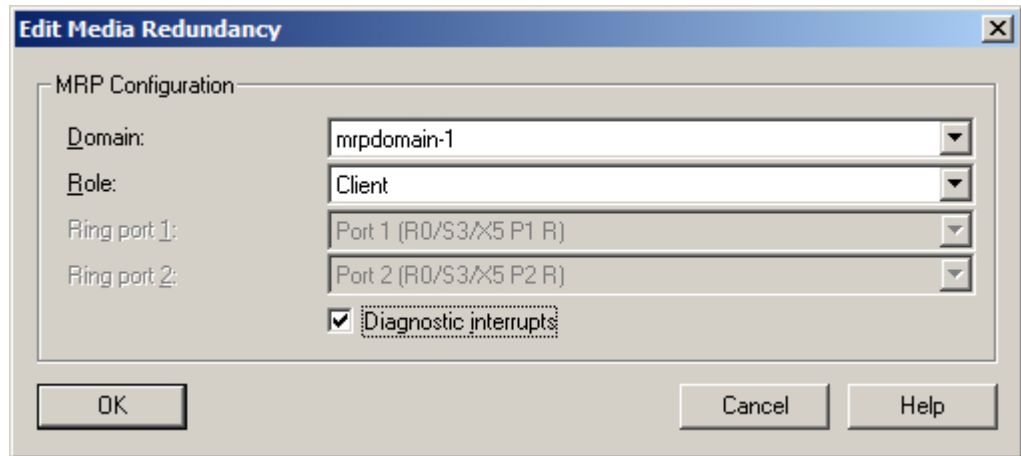 Edit Media Redundancy
MRP Configuration
Domain: mrpdomain-1
Role: Client
Ring port 1: Port 1 (R0/S3/X5 P1 R)
Ring port 2: Port 2 (R0/S3/X5 P2 R)
Diagnostic interrupts
OK Cancel Help